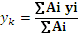 y_k = ∑Ai yi / ∑Ai